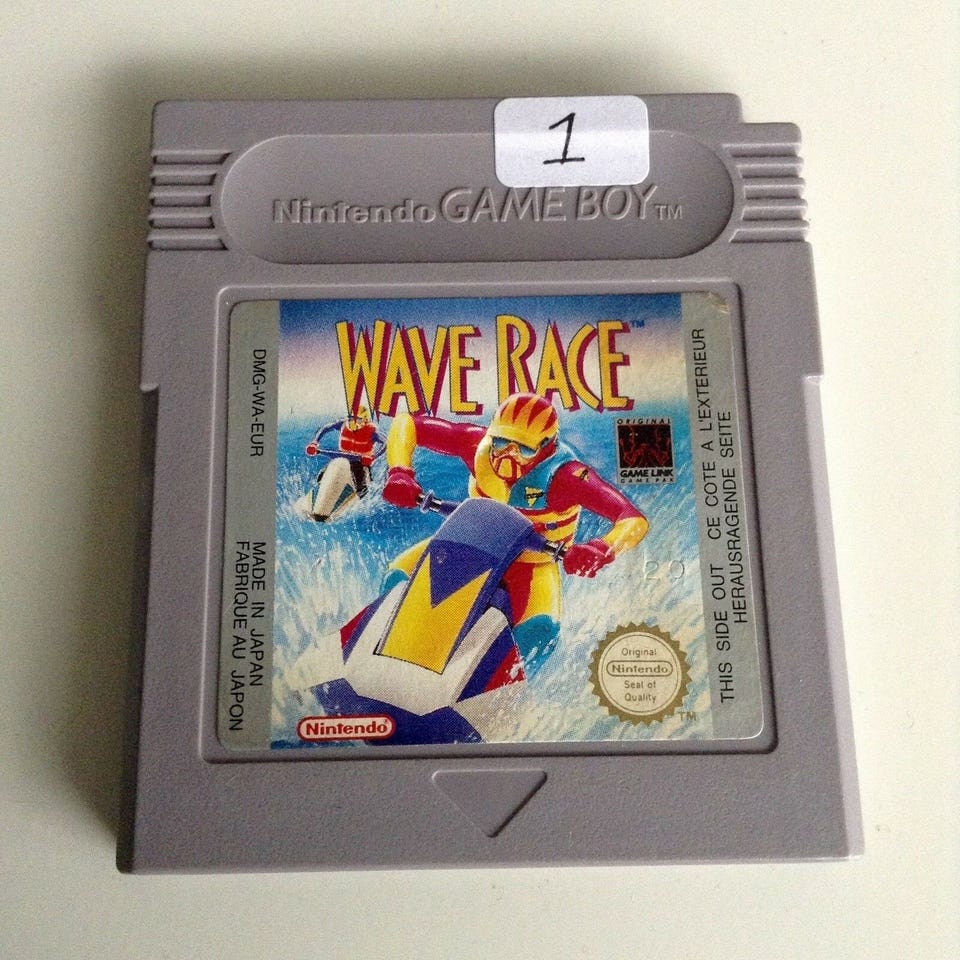 1
Nintendo GAME BOY TM
WAVE RACE TM
DMG-WA-EUR
MADE IN JAPAN
FABRIQUE AU JAPON
ORIGINAL
GAME LINK
GAME PAK
20
THIS SIDE OUT CE COTE A L'EXTERIEUR
HERAUSRAGENDE SEITE
Original
Nintendo
Seal of
Quality
TM
Nintendo